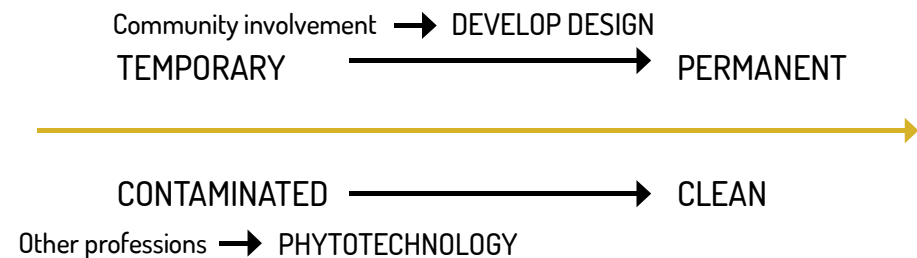 Community involvement DEVELOP DESIGN
TEMPORARY PERMANENT
CONTAMINATED CLEAN
Other professions PHYTOTECHNOLOGY